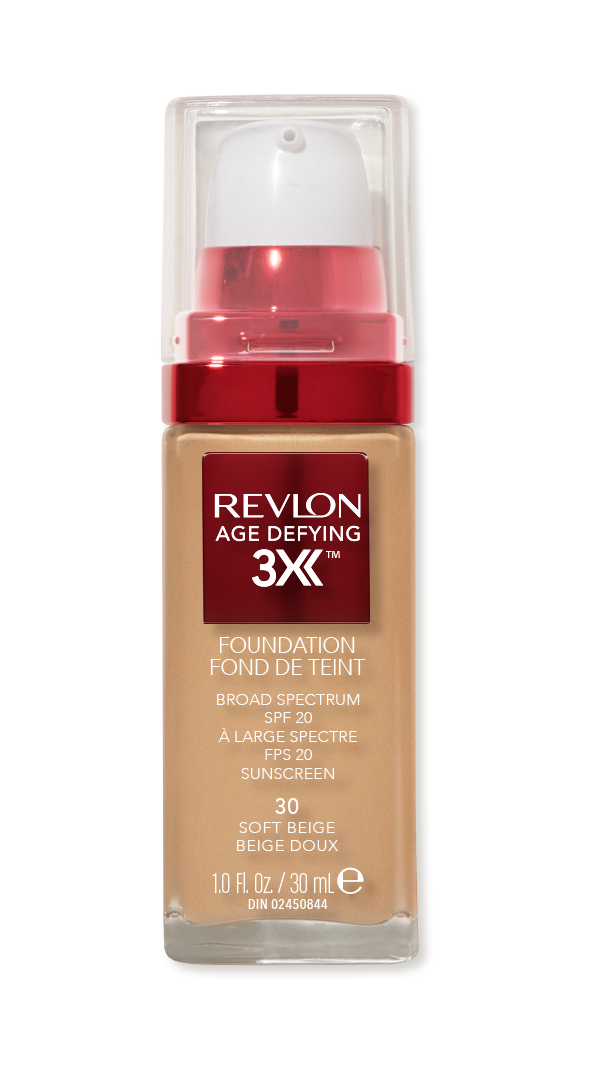 REVLON
AGE DEFYING
3X™
FOUNDATION
FOND DE TEINT
BROAD SPECTRUM
SPF 20
À LARGE SPECTRE
FPS 20
SUNSCREEN
30
SOFT BEIGE
BEIGE DOUX
1.0 Fl. Oz. / 30 mL ℮
DIN 02450844